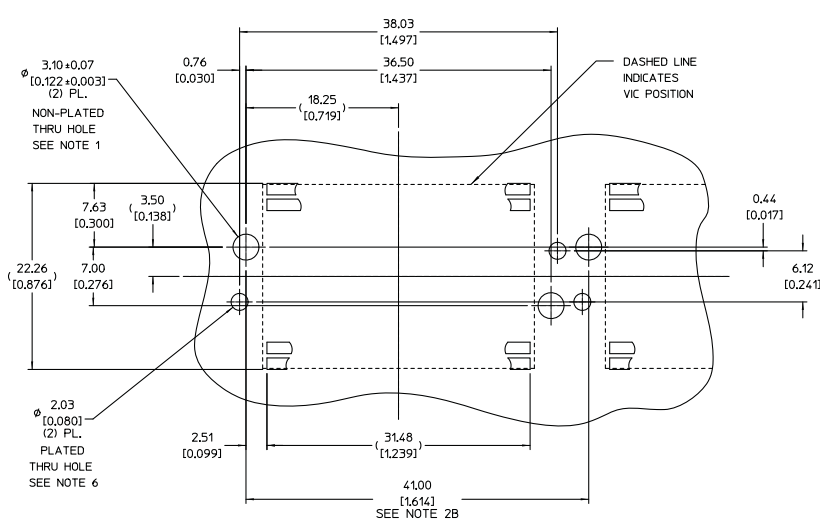 38.03
[1.497]
0.76
[0.030]
36.50
[1.437]
(18.25)
[0.719]
DASHED LINE
INDICATES
VIC POSITION
⌀ 3.10±0.07
[0.122±0.003]
(2) PL.
NON-PLATED
THRU HOLE
SEE NOTE 1
7.63
[0.300]
(3.50)
[0.138]
0.44
[0.017]
(22.26)
[0.876]
7.00
[0.276]
6.12
[0.241]
⌀ 2.03
[0.080]
(2) PL.
PLATED
THRU HOLE
SEE NOTE 6
2.51
[0.099]
(31.48)
[1.239]
41.00
[1.614]
SEE NOTE 2B